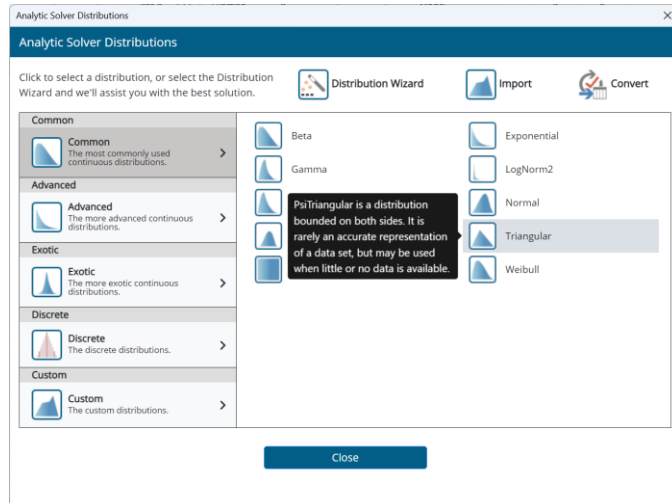 Analytic Solver Distributions
Analytic Solver Distributions
Click to select a distribution, or select the Distribution
Wizard and we'll assist you with the best solution.
Distribution Wizard
Import
Convert
Common
Common
The most commonly used
continuous distributions.
Advanced
Advanced
The more advanced continuous
distributions.
Exotic
Exotic
The more exotic continuous
distributions.
Discrete
Discrete
The discrete distributions.
Custom
Custom
The custom distributions.
Beta
Exponential
Gamma
LogNorm2
PsiTriangular is a distribution
bounded on both sides. It is
rarely an accurate representation
of a data set, but may be used
when little or no data is available.
Normal
Triangular
Weibull
Close